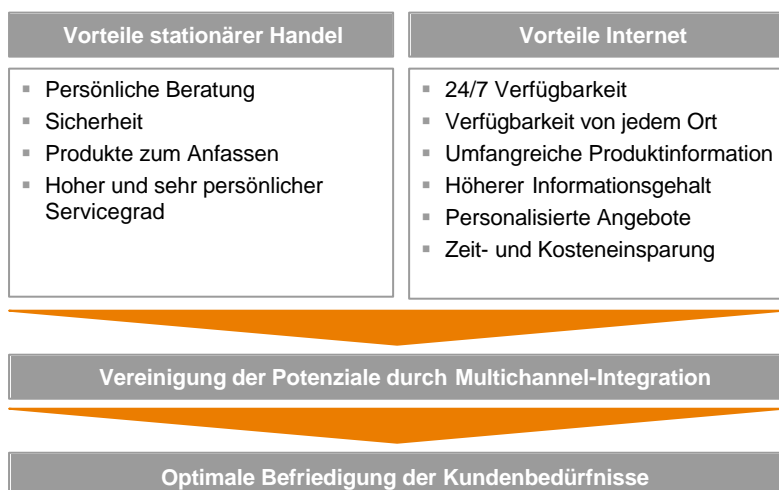 Vorteile stationärer Handel
Persönliche Beratung
Sicherheit
Produkte zum Anfassen
Hoher und sehr persönlicher
Servicegrad
Vorteile Internet
24/7 Verfügbarkeit
Verfügbarkeit von jedem Ort
Umfangreiche Produktinformation
Höherer Informationsgehalt
Personalisierte Angebote
Zeit- und Kosteneinsparung
Vereinigung der Potenziale durch Multichannel-Integration
Optimale Befriedigung der Kundenbedürfnisse